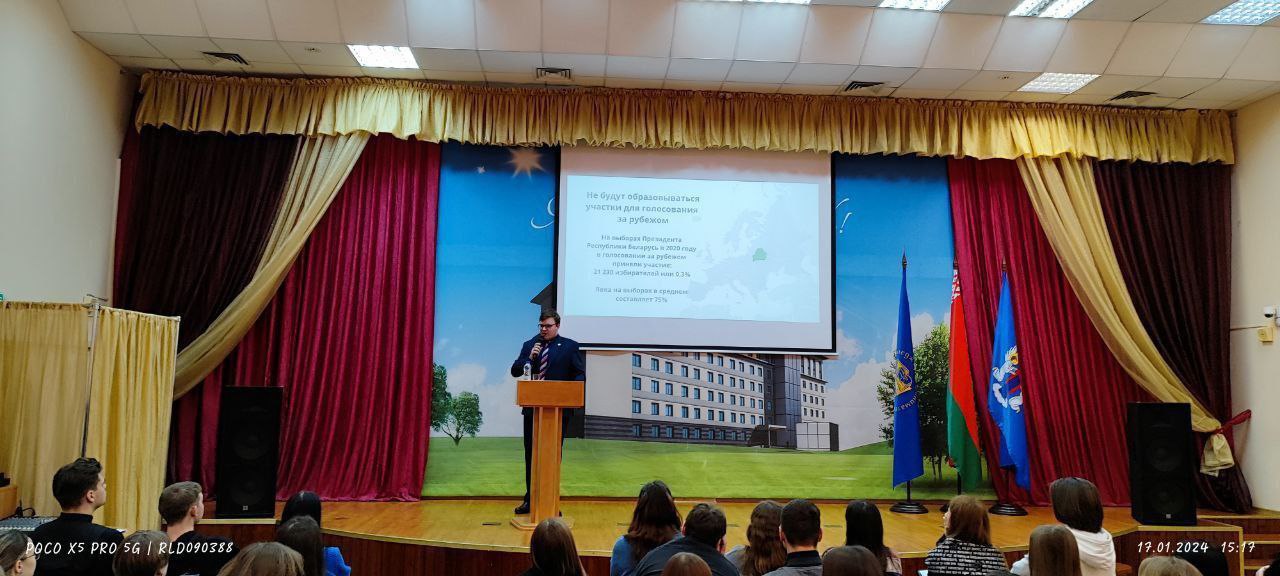 Не будут образовываться
участки для голосования
за рубежом
На выборах Президента
Республики Беларусь в 2020 году
в голосовании за рубежом
приняли участие:
21 230 избирателей или 0,3%
Явка на выборах в среднем
составляет 75%
POCO X5 PRO 5G | RLD090388
17.01.2024 15:17